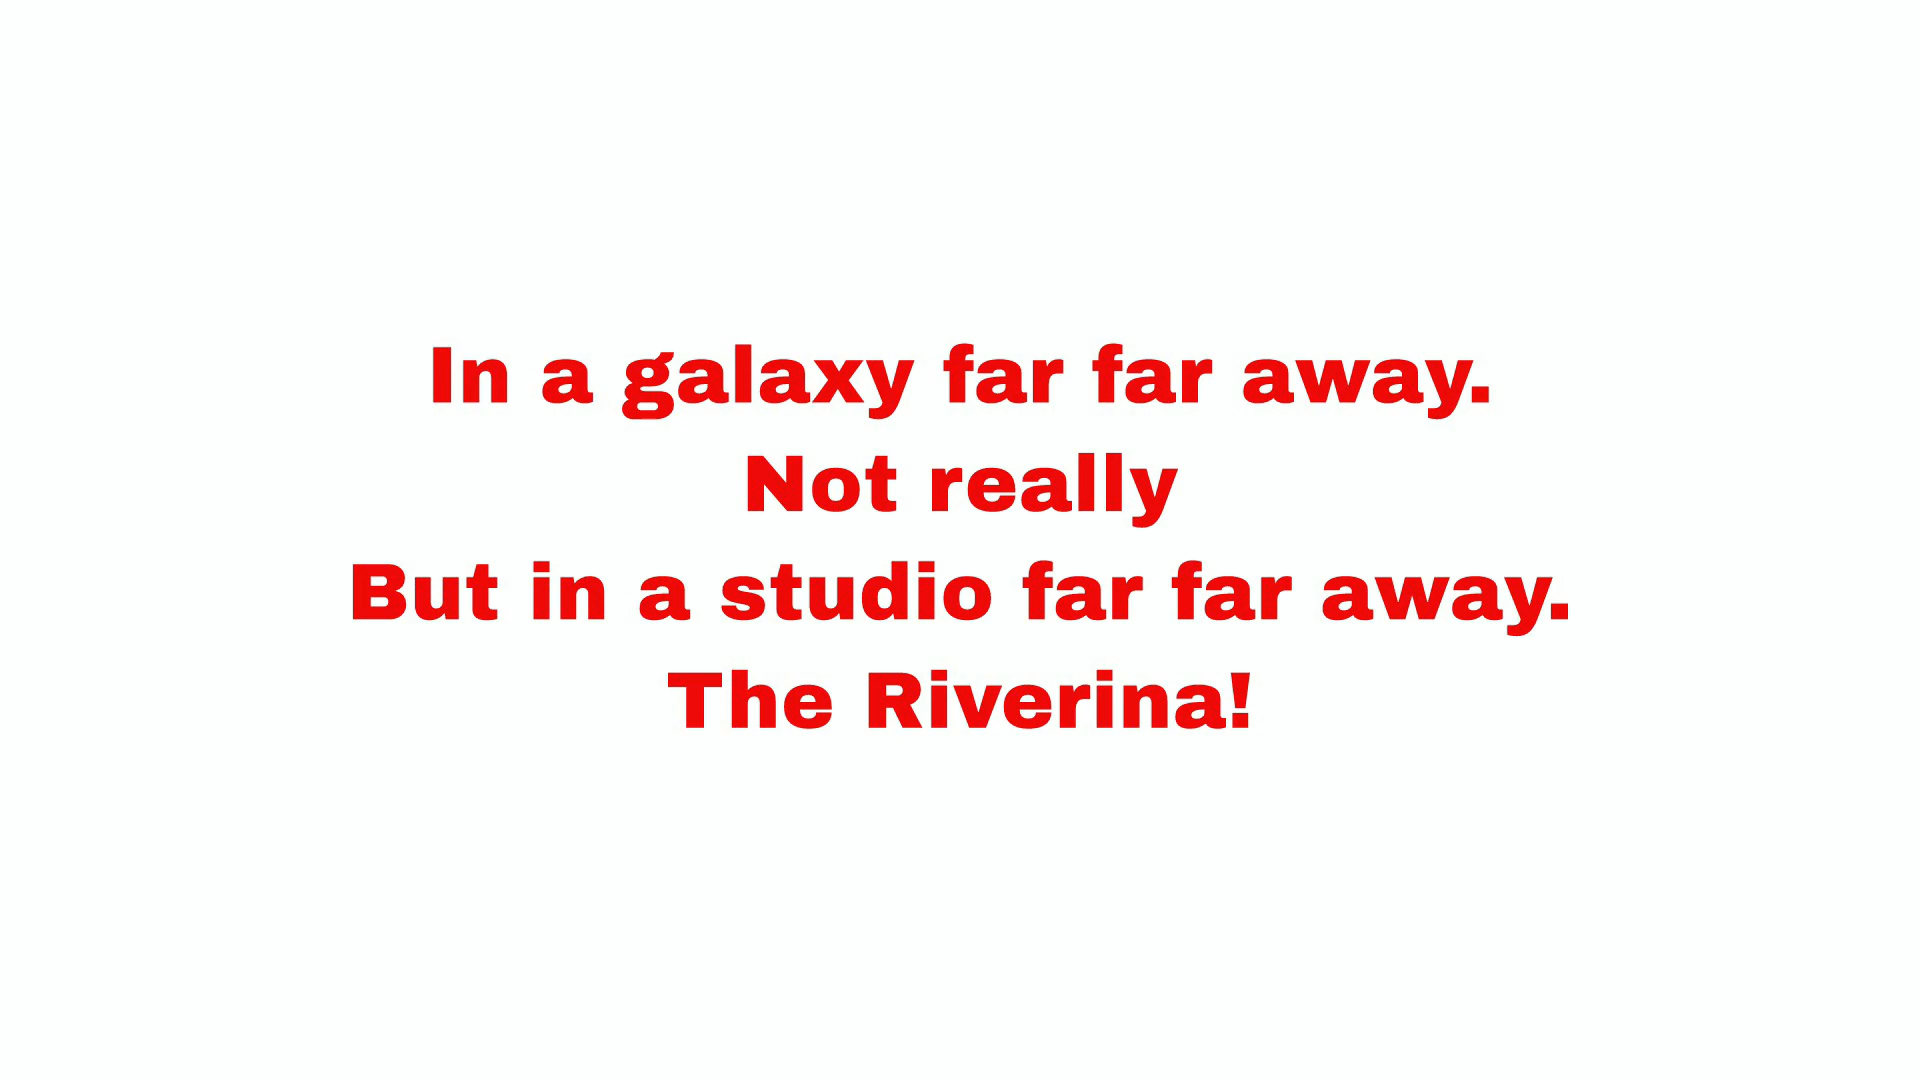 In a galaxy far far away.
Not really
But in a studio far far away.
The Riverina!